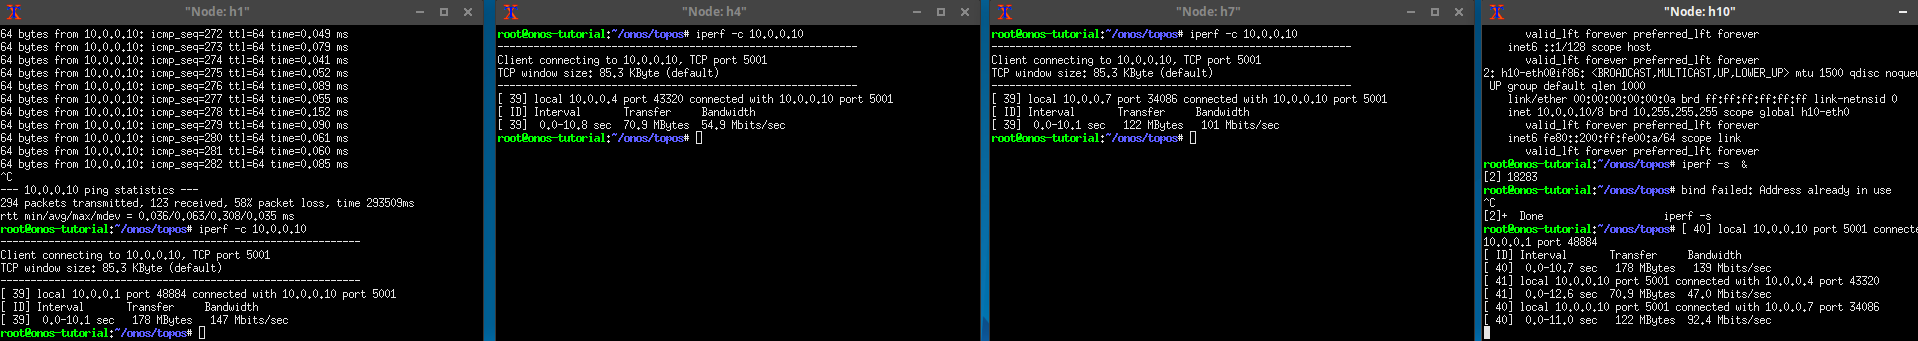 "Node: h1"
64 bytes from 10.0.0.10: icmp_seq=272 ttl=64 time=0.049 ms
64 bytes from 10.0.0.10: icmp_seq=273 ttl=64 time=0.079 ms
64 bytes from 10.0.0.10: icmp_seq=274 ttl=64 time=0.041 ms
64 bytes from 10.0.0.10: icmp_seq=275 ttl=64 time=0.052 ms
64 bytes from 10.0.0.10: icmp_seq=276 ttl=64 time=0.089 ms
64 bytes from 10.0.0.10: icmp_seq=277 ttl=64 time=0.055 ms
64 bytes from 10.0.0.10: icmp_seq=278 ttl=64 time=0.152 ms
64 bytes from 10.0.0.10: icmp_seq=279 ttl=64 time=0.090 ms
64 bytes from 10.0.0.10: icmp_seq=280 ttl=64 time=0.061 ms
64 bytes from 10.0.0.10: icmp_seq=281 ttl=64 time=0.060 ms
64 bytes from 10.0.0.10: icmp_seq=282 ttl=64 time=0.085 ms
^C
--- 10.0.0.10 ping statistics ---
294 packets transmitted, 123 received, 58% packet loss, time 293509ms
rtt min/avg/max/mdev = 0.036/0.063/0.308/0.035 ms
root@onos-tutorial:~/onos/topos# iperf -c 10.0.0.10
------------------------------------------------------------
Client connecting to 10.0.0.10, TCP port 5001
TCP window size: 85.3 KByte (default)
------------------------------------------------------------
[ 39] local 10.0.0.1 port 48884 connected with 10.0.0.10 port 5001
[ ID] Interval       Transfer     Bandwidth
[ 39]  0.0-10.1 sec   178 MBytes   147 Mbits/sec
root@onos-tutorial:~/onos/topos#
"Node: h4"
root@onos-tutorial:~/onos/topos# iperf -c 10.0.0.10
------------------------------------------------------------
Client connecting to 10.0.0.10, TCP port 5001
TCP window size: 85.3 KByte (default)
------------------------------------------------------------
[ 39] local 10.0.0.4 port 43320 connected with 10.0.0.10 port 5001
[ ID] Interval       Transfer     Bandwidth
[ 39]  0.0-10.8 sec  70.9 MBytes  54.9 Mbits/sec
root@onos-tutorial:~/onos/topos#
"Node: h7"
root@onos-tutorial:~/onos/topos# iperf -c 10.0.0.10
------------------------------------------------------------
Client connecting to 10.0.0.10, TCP port 5001
TCP window size: 85.3 KByte (default)
------------------------------------------------------------
[ 39] local 10.0.0.7 port 34086 connected with 10.0.0.10 port 5001
[ ID] Interval       Transfer     Bandwidth
[ 39]  0.0-10.1 sec   122 MBytes   101 Mbits/sec
root@onos-tutorial:~/onos/topos#
"Node: h10"
valid_lft forever preferred_lft forever
inet6 ::1/128 scope host
valid_lft forever preferred_lft forever
2: h10-eth0@if86: <BROADCAST,MULTICAST,UP,LOWER_UP> mtu 1500 qdisc noqueu
UP group default qlen 1000
link/ether 00:00:00:00:00:0a brd ff:ff:ff:ff:ff:ff link-netnsid 0
inet 10.0.0.10/8 brd 10.255.255.255 scope global h10-eth0
valid_lft forever preferred_lft forever
inet6 fe80::200:ff:fe00:a/64 scope link
valid_lft forever preferred_lft forever
root@onos-tutorial:~/onos/topos# iperf -s  &
[2] 18283
root@onos-tutorial:~/onos/topos# bind failed: Address already in use
^C
[2]+  Done                    iperf -s
root@onos-tutorial:~/onos/topos# [ 40] local 10.0.0.10 port 5001 connecte
10.0.0.1 port 48884
[ ID] Interval       Transfer     Bandwidth
[ 40]  0.0-10.7 sec   178 MBytes   139 Mbits/sec
[ 41] local 10.0.0.10 port 5001 connected with 10.0.0.4 port 43320
[ 41]  0.0-12.6 sec  70.9 MBytes  47.0 Mbits/sec
[ 40] local 10.0.0.10 port 5001 connected with 10.0.0.7 port 34086
[ 40]  0.0-11.0 sec   122 MBytes  92.4 Mbits/sec